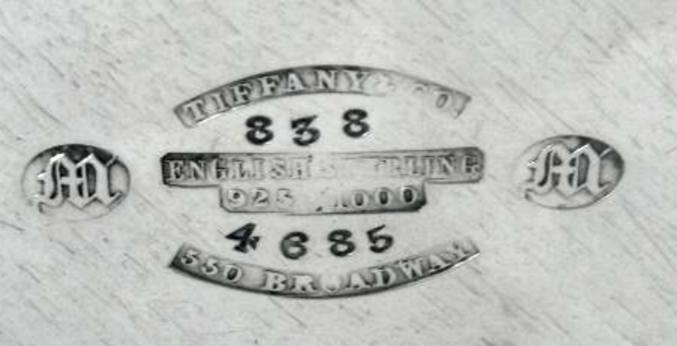 TIFFANY & CO.
838
M ENGLISH STERLING M
925-1000
4685
550 BROADWAY